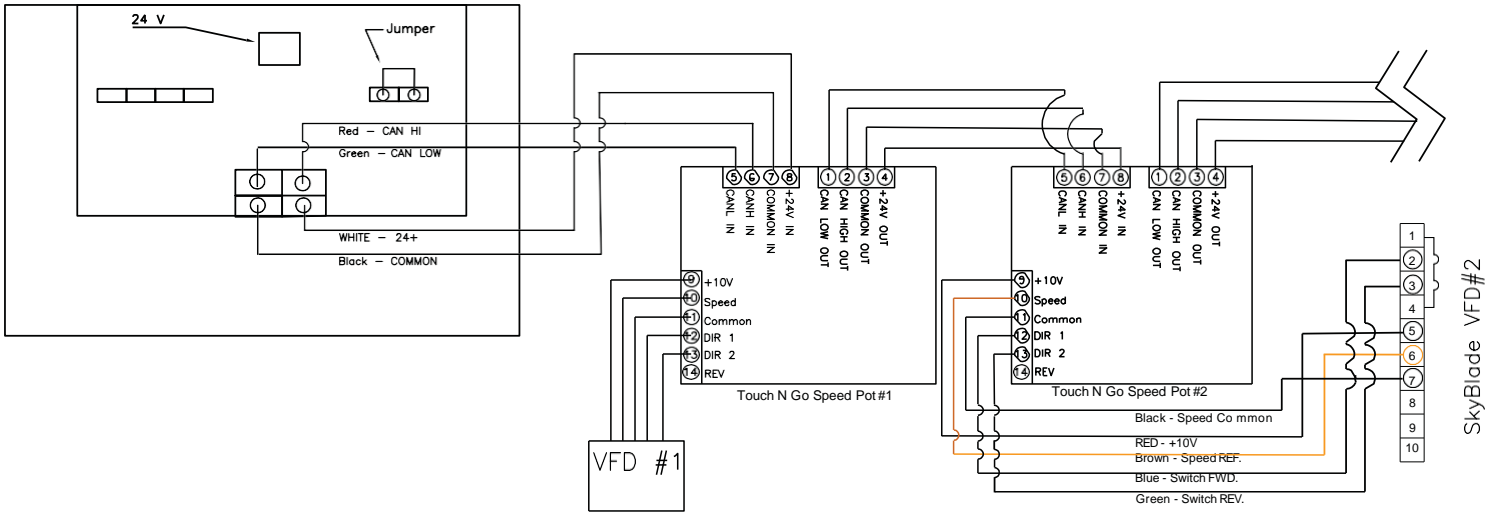 24 V
Jumper
Red - CAN HI
Green - CAN LOW
WHITE - 24+
Black - COMMON
5 6 7 8
CANL IN
CANH IN
COMMON IN
+24V IN
1 2 3 4
CAN LOW OUT
CAN HIGH OUT
COMMON OUT
+24V OUT
9 +10V
10 Speed
11 Common
12 DIR 1
13 DIR 2
14 REV
Touch N Go Speed Pot #1
VFD #1
5 6 7 8
CANL IN
CANH IN
COMMON IN
+24V IN
1 2 3 4
CAN LOW OUT
CAN HIGH OUT
COMMON OUT
+24V OUT
9 +10V
10 Speed
11 Common
12 DIR 1
13 DIR 2
14 REV
Touch N Go Speed Pot #2
Black - Speed Co mmon
RED - +10V
Brown - Speed REF.
Blue - Switch FWD.
Green - Switch REV.
1
2
3
4
5
6
7
8
9
10
SkyBlade VFD#2